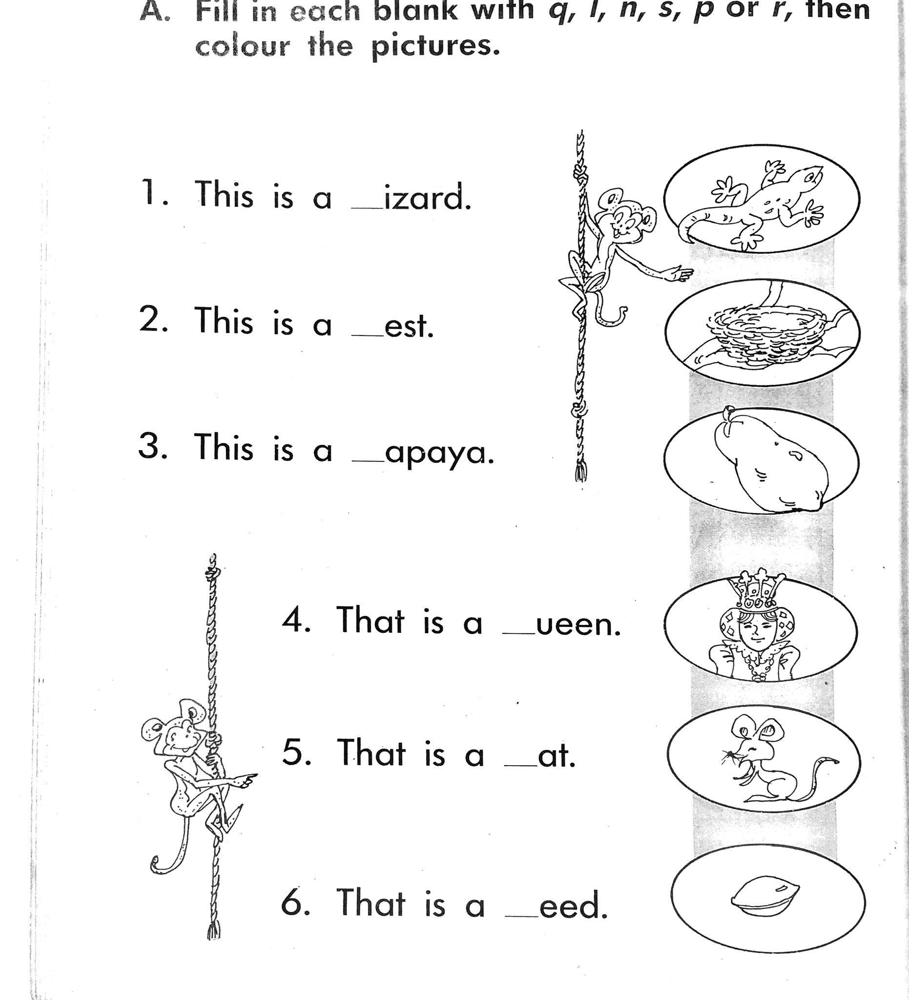 A. Fill in each blank with q, l, n, s, p or r, then
colour the pictures.
1. This is a __izard.
2. This is a __est.
3. This is a __apaya.
4. That is a __ueen.
5. That is a __at.
6. That is a __eed.